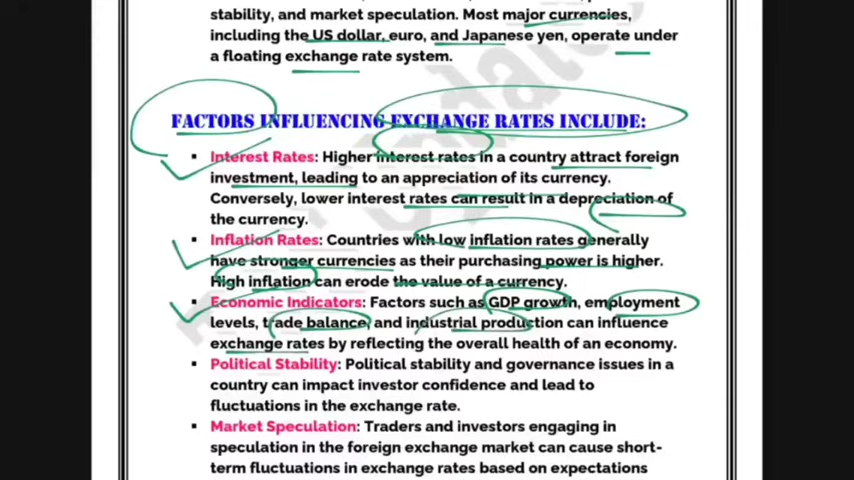 stability, and market speculation. Most major currencies,
including the US dollar, euro, and Japanese yen, operate under
a floating exchange rate system.
FACTORS INFLUENCING EXCHANGE RATES INCLUDE:
▪ Interest Rates: Higher interest rates in a country attract foreign
investment, leading to an appreciation of its currency.
Conversely, lower interest rates can result in a depreciation of
the currency.
▪ Inflation Rates: Countries with low inflation rates generally
have stronger currencies as their purchasing power is higher.
High inflation can erode the value of a currency.
▪ Economic Indicators: Factors such as GDP growth, employment
levels, trade balance, and industrial production can influence
exchange rates by reflecting the overall health of an economy.
▪ Political Stability: Political stability and governance issues in a
country can impact investor confidence and lead to
fluctuations in the exchange rate.
▪ Market Speculation: Traders and investors engaging in
speculation in the foreign exchange market can cause short-
term fluctuations in exchange rates based on expectations